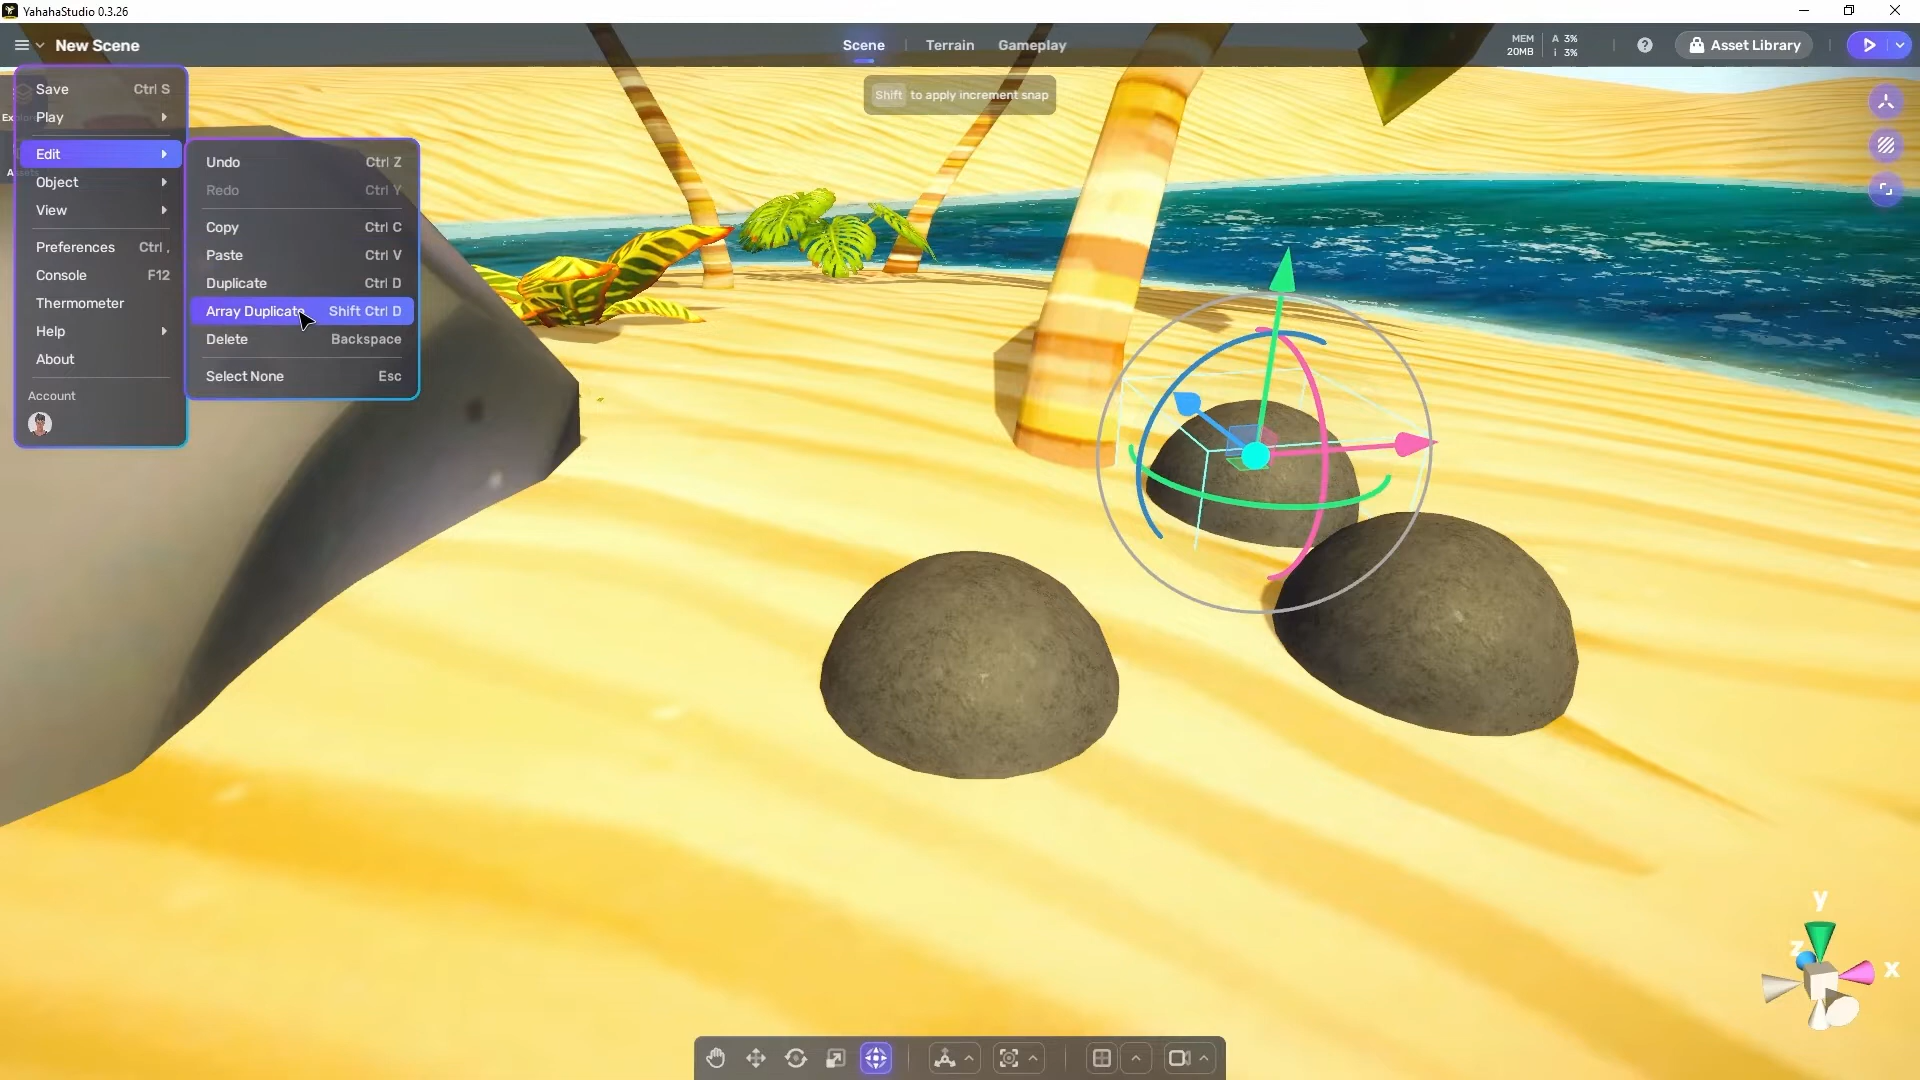 YahahaStudio 0.3.26
New Scene
Scene
Terrain
Gameplay
MEM
20MB
A 3%
i 3%
Asset Library
Shift to apply increment snap
Save Ctrl S
Play
Edit
Object
View
Preferences Ctrl ,
Console F12
Thermometer
Help
About
Account
Undo Ctrl Z
Redo Ctrl Y
Copy Ctrl C
Paste Ctrl V
Duplicate Ctrl D
Array Duplicate Shift Ctrl D
Delete Backspace
Select None Esc
y
z
x